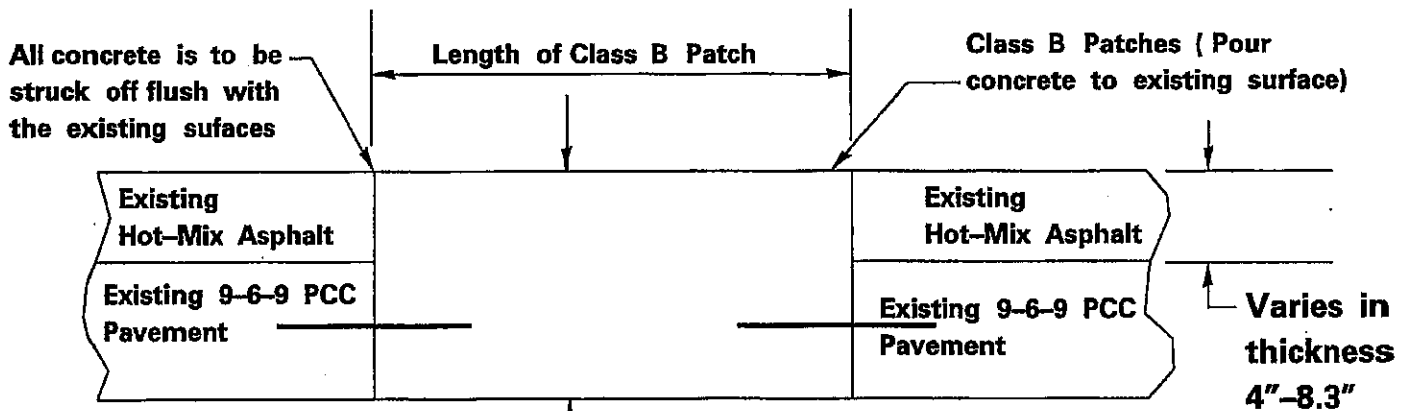 All concrete is to be
struck off flush with
the existing sufaces
Length of Class B Patch
Class B Patches ( Pour
concrete to existing surface)
Existing
Hot–Mix Asphalt
Existing
Hot–Mix Asphalt
Existing 9–6–9 PCC
Pavement
Existing 9–6–9 PCC
Pavement
Varies in
thickness
4"–8.3"